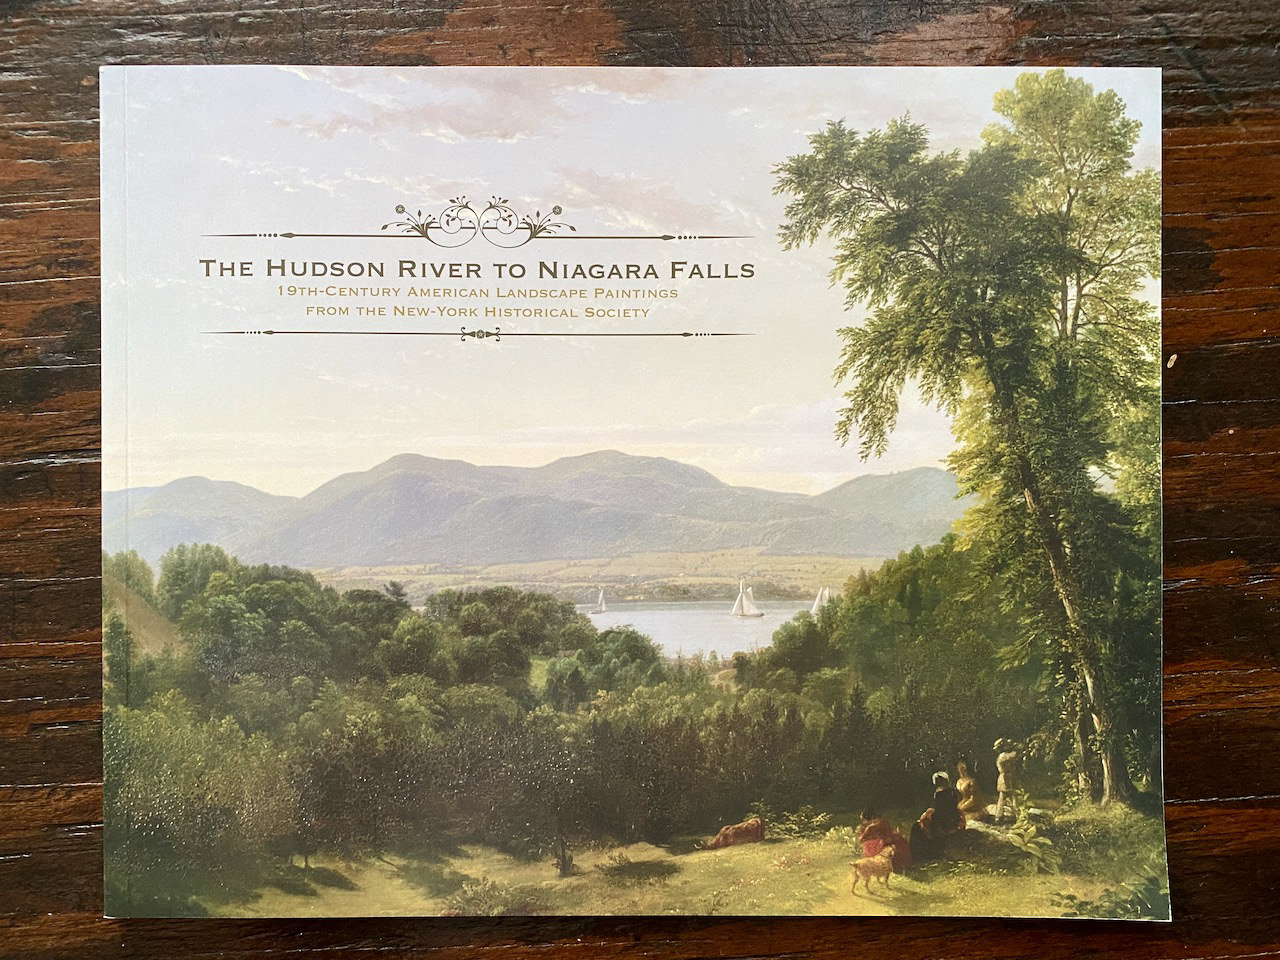 The Hudson River to Niagara Falls
19th-Century American Landscape Paintings
from the New-York Historical Society